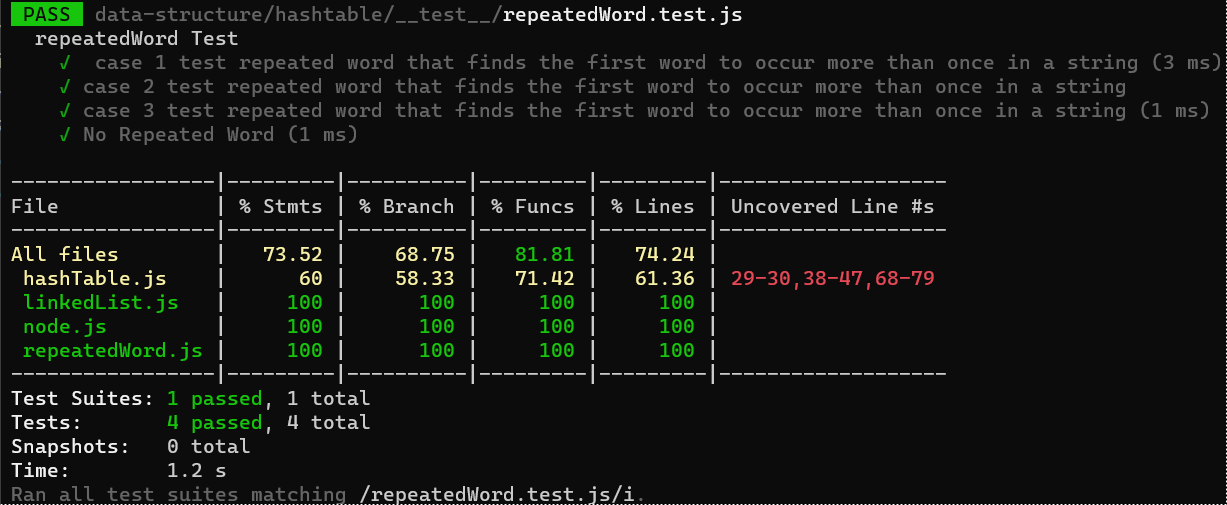 PASS data-structure/hashtable/__test__/repeatedWord.test.js
repeatedWord Test
√  case 1 test repeated word that finds the first word to occur more than once in a string (3 ms)
√ case 2 test repeated word that finds the first word to occur more than once in a string
√ case 3 test repeated word that finds the first word to occur more than once in a string (1 ms)
√ No Repeated Word (1 ms)
-----------------|---------|----------|---------|---------|-------------------
File             | % Stmts | % Branch | % Funcs | % Lines | Uncovered Line #s
-----------------|---------|----------|---------|---------|-------------------
All files        |   73.52 |    68.75 |   81.81 |   74.24 |
 hashTable.js    |      60 |    58.33 |   71.42 |   61.36 | 29-30,38-47,68-79
 linkedList.js   |     100 |      100 |     100 |     100 |
 node.js         |     100 |      100 |     100 |     100 |
 repeatedWord.js |     100 |      100 |     100 |     100 |
-----------------|---------|----------|---------|---------|-------------------
Test Suites: 1 passed, 1 total
Tests:       4 passed, 4 total
Snapshots:   0 total
Time:        1.2 s
Ran all test suites matching /repeatedWord.test.js/i.